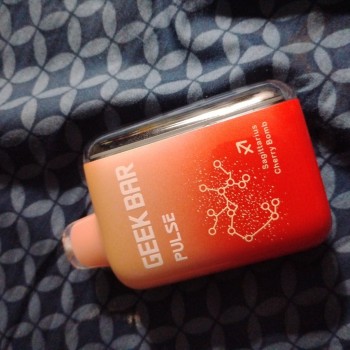 GEEK BAR
PULSE
Sagittarius
Cherry Bomb